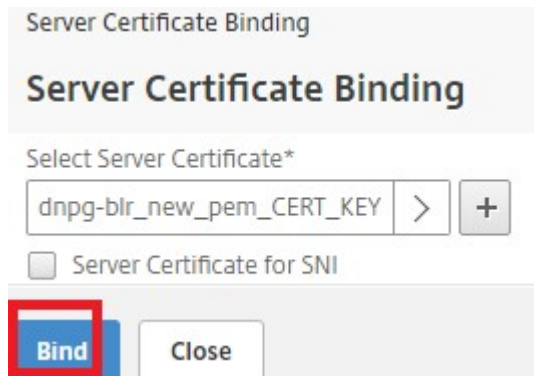 Server Certificate Binding
Server Certificate Binding
Select Server Certificate*
dnpg-blr_new_pem_CERT_KEY > +
Server Certificate for SNI
Bind Close